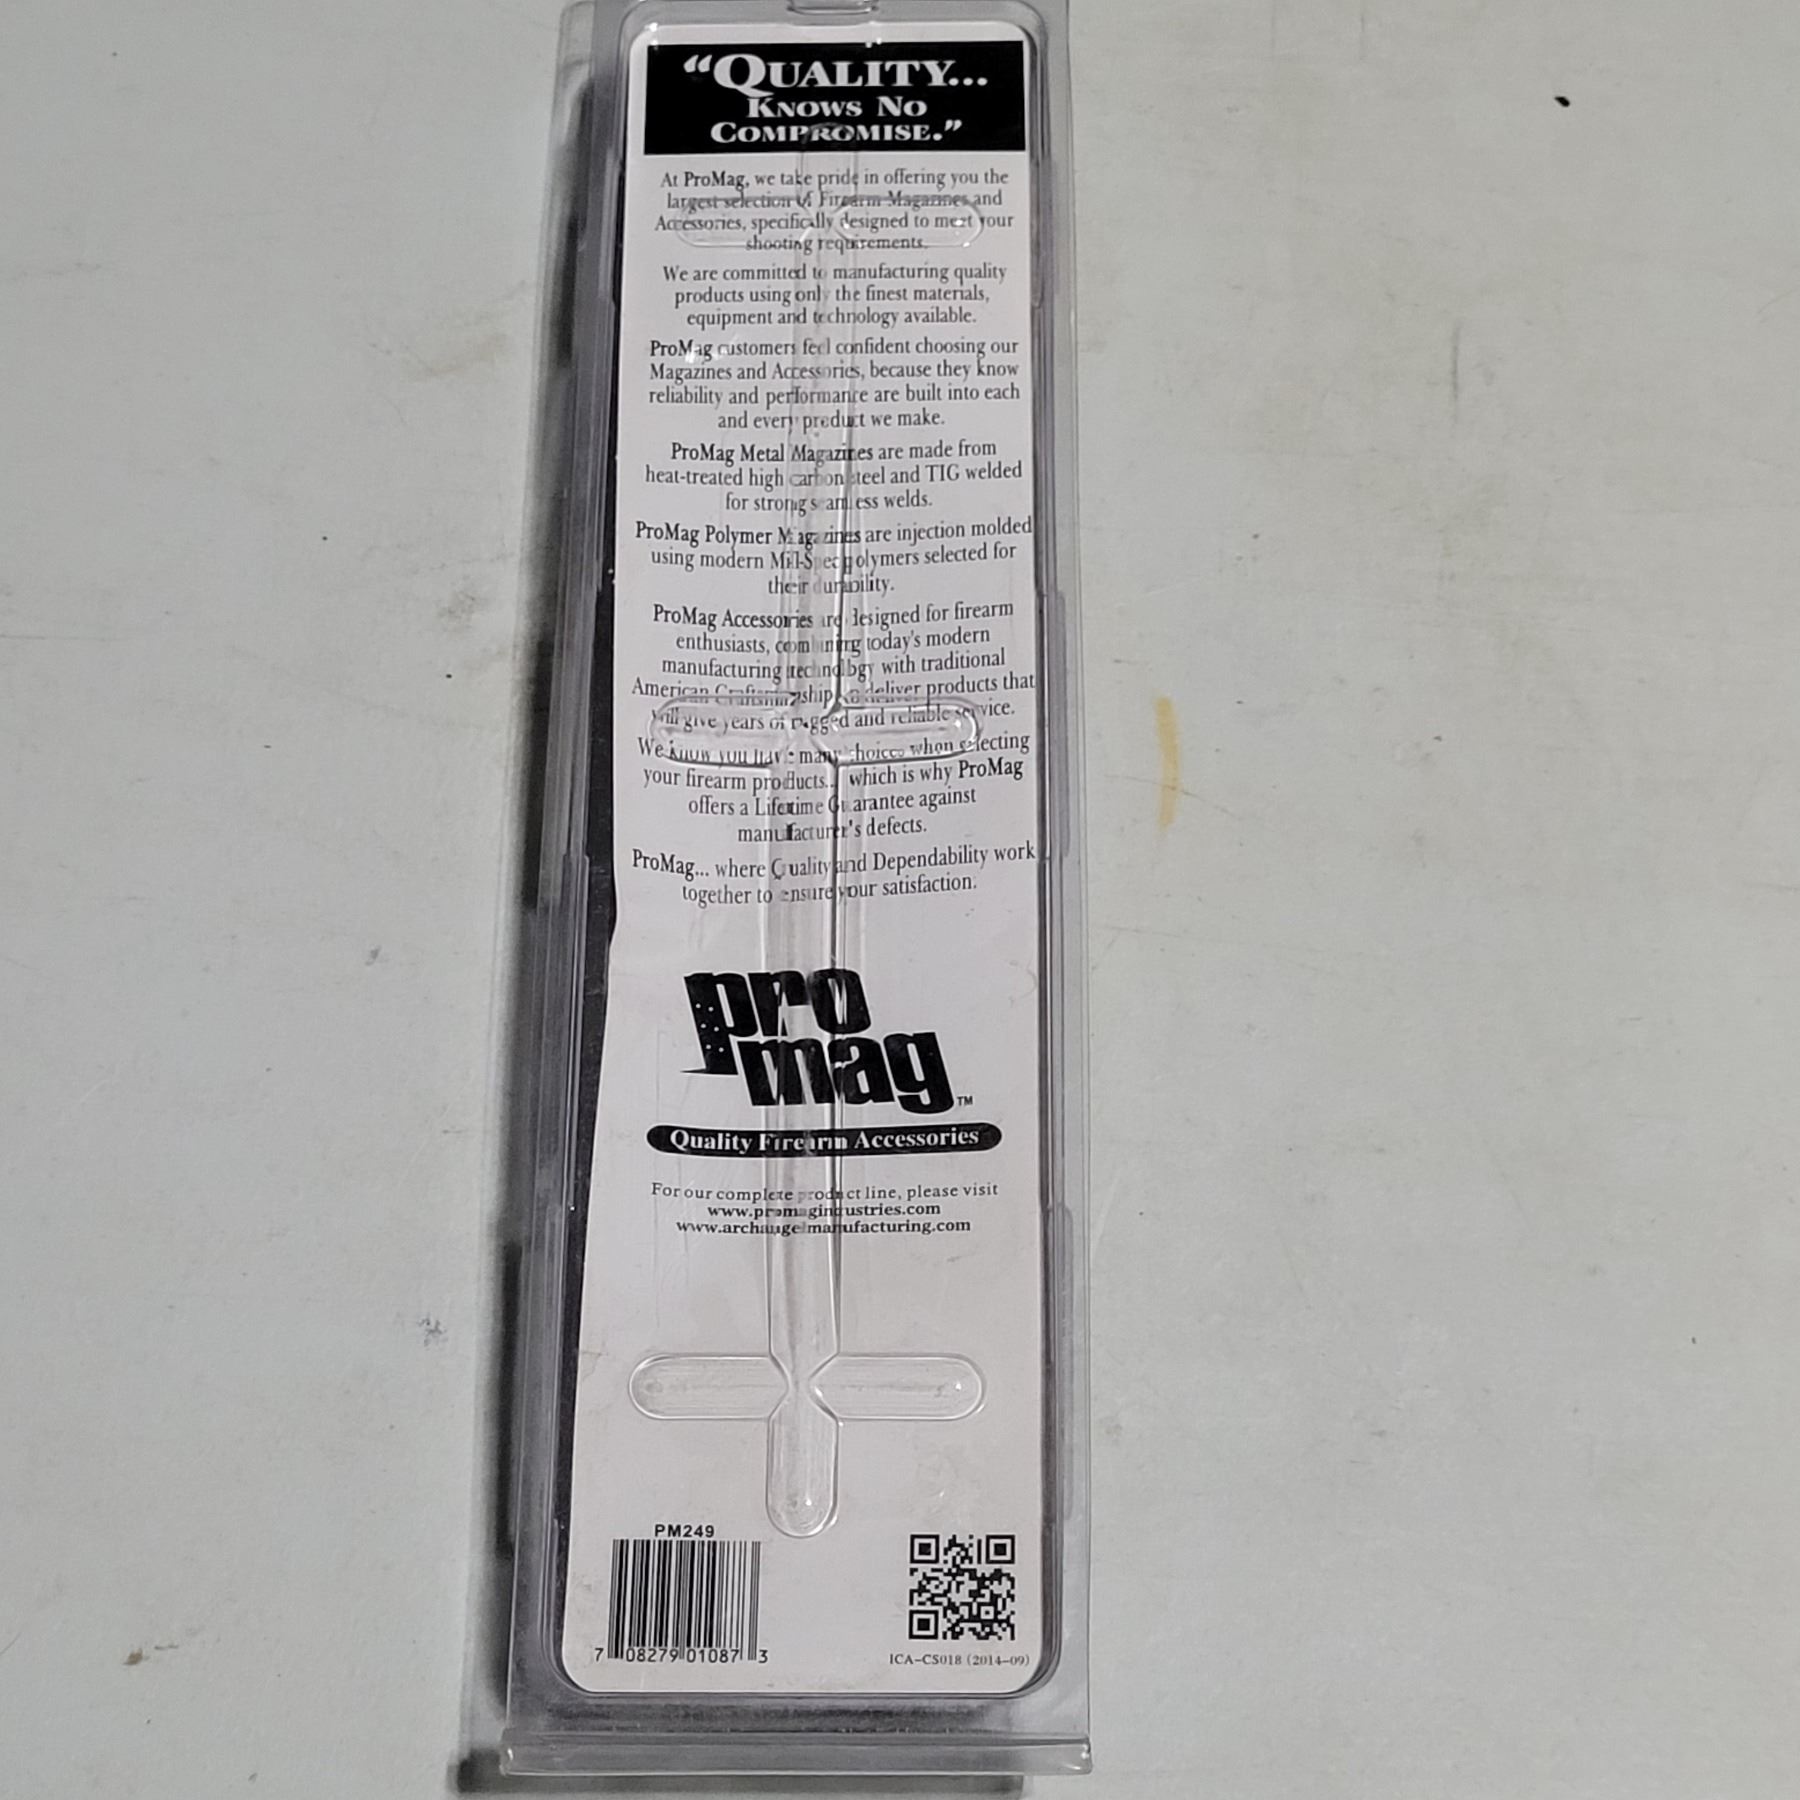 “QUALITY...
KNOWS NO
COMPROMISE.”
At ProMag, we take pride in offering you the
largest selection of Firearm Magazines and
Accessories, specifically designed to meet your
shooting requirements.
We are committed to manufacturing quality
products using only the finest materials,
equipment and technology available.
ProMag customers feel confident choosing our
Magazines and Accessories, because they know
reliability and performance are built into each
and every product we make.
ProMag Metal Magazines are made from
heat-treated high carbon steel and TIG welded
for strong seamless welds.
ProMag Polymer Magazines are injection molded
using modern Mil-Spec polymers selected for
their durability.
ProMag Accessories are designed for firearm
enthusiasts, combining today's modern
manufacturing technology with traditional
American Craftsmanship to deliver products that
will give years of rugged and reliable service.
We know you have many choices when selecting
your firearm products... which is why ProMag
offers a Lifetime Guarantee against
manufacturer's defects.
ProMag... where Quality and Dependability work
together to ensure your satisfaction.
pro
mag™
Quality Firearm Accessories
For our complete product line, please visit
www.promagindustries.com
www.archangelmanufacturing.com
PM249
7 08279 01087 3
ICA-CS018 (2014-09)